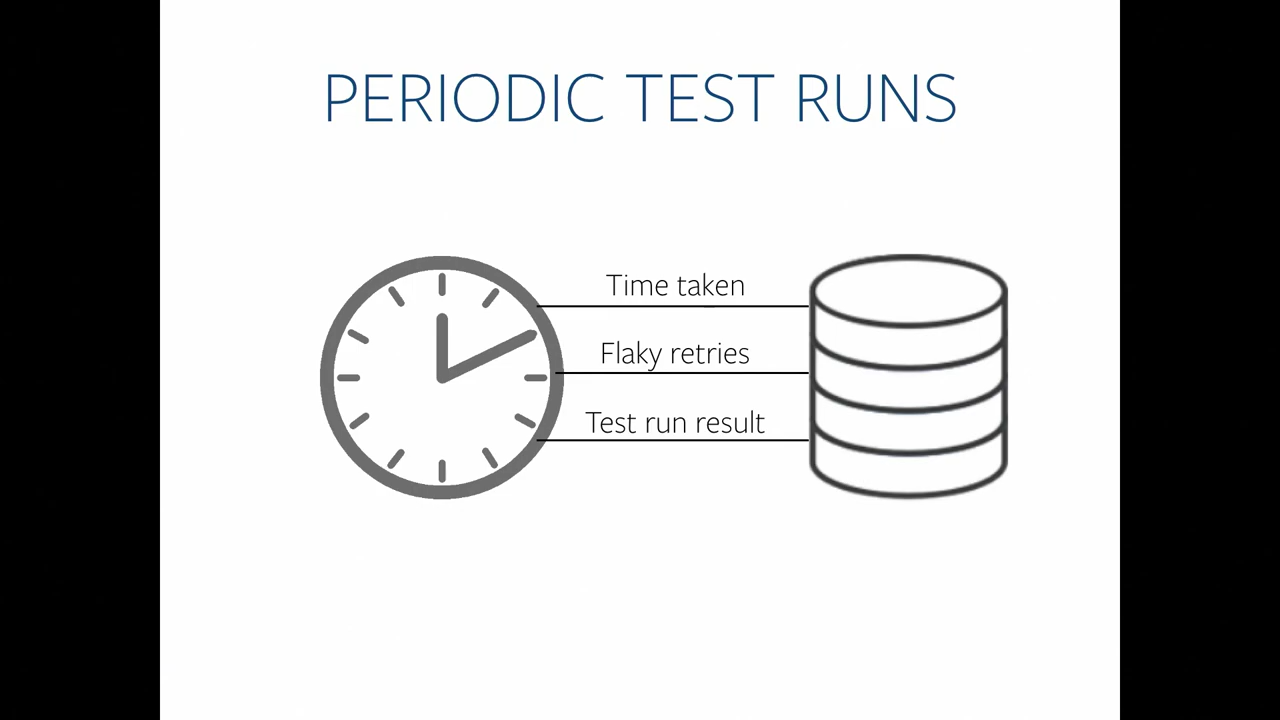 PERIODIC TEST RUNS
Time taken
Flaky retries
Test run result